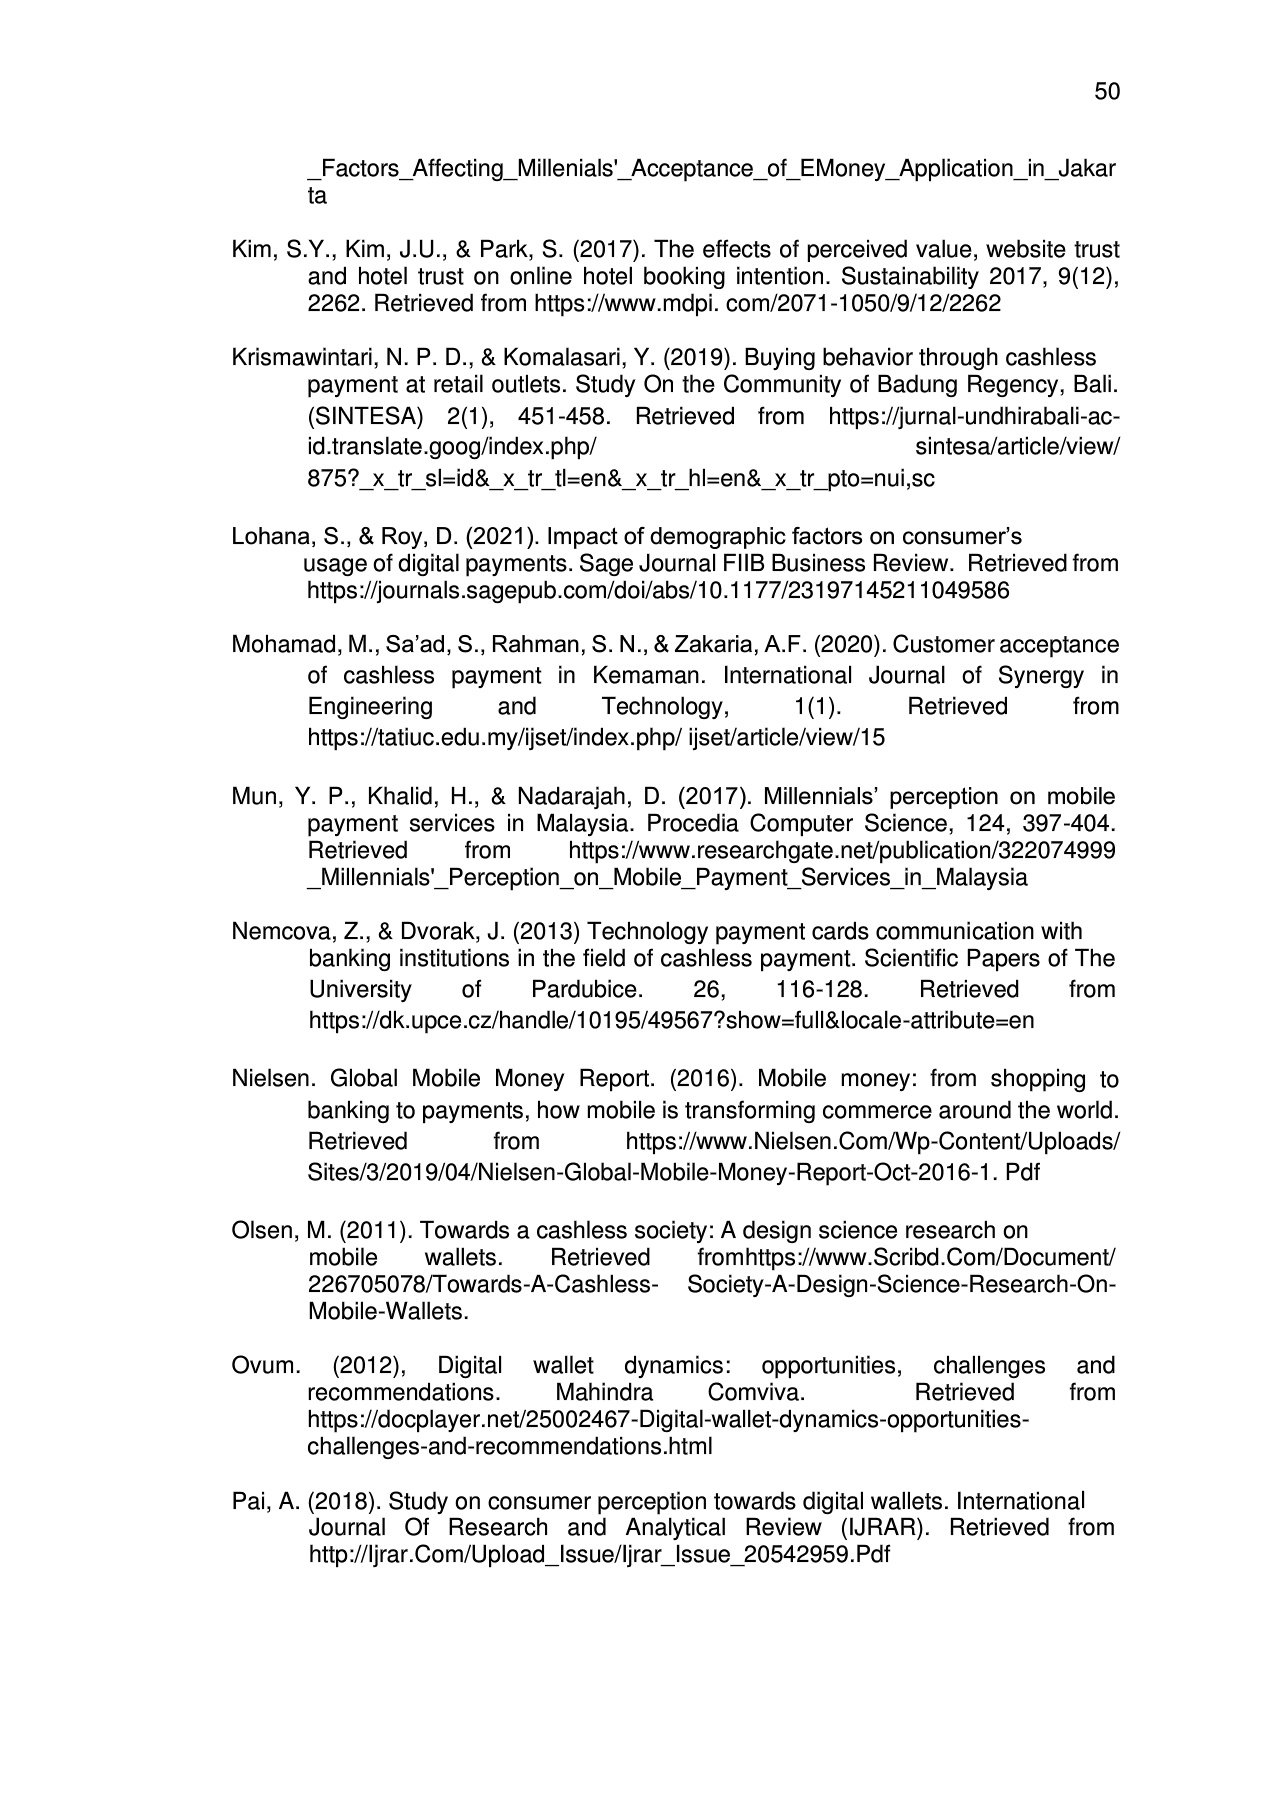 50
_Factors_Affecting_Millenials'_Acceptance_of_EMoney_Application_in_Jakar
ta
Kim, S.Y., Kim, J.U., & Park, S. (2017). The effects of perceived value, website trust
and hotel trust on online hotel booking intention. Sustainability 2017, 9(12),
2262. Retrieved from https://www.mdpi. com/2071-1050/9/12/2262
Krismawintari, N. P. D., & Komalasari, Y. (2019). Buying behavior through cashless
payment at retail outlets. Study On the Community of Badung Regency, Bali.
(SINTESA) 2(1), 451-458. Retrieved from https://jurnal-undhirabali-ac-
id.translate.goog/index.php/ sintesa/article/view/
875?_x_tr_sl=id&_x_tr_tl=en&_x_tr_hl=en&_x_tr_pto=nui,sc
Lohana, S., & Roy, D. (2021). Impact of demographic factors on consumer’s
usage of digital payments. Sage Journal FIIB Business Review. Retrieved from
https://journals.sagepub.com/doi/abs/10.1177/23197145211049586
Mohamad, M., Sa’ad, S., Rahman, S. N., & Zakaria, A.F. (2020). Customer acceptance
of cashless payment in Kemaman. International Journal of Synergy in
Engineering and Technology, 1(1). Retrieved from
https://tatiuc.edu.my/ijset/index.php/ ijset/article/view/15
Mun, Y. P., Khalid, H., & Nadarajah, D. (2017). Millennials’ perception on mobile
payment services in Malaysia. Procedia Computer Science, 124, 397-404.
Retrieved from https://www.researchgate.net/publication/322074999
_Millennials'_Perception_on_Mobile_Payment_Services_in_Malaysia
Nemcova, Z., & Dvorak, J. (2013) Technology payment cards communication with
banking institutions in the field of cashless payment. Scientific Papers of The
University of Pardubice. 26, 116-128. Retrieved from
https://dk.upce.cz/handle/10195/49567?show=full&locale-attribute=en
Nielsen. Global Mobile Money Report. (2016). Mobile money: from shopping to
banking to payments, how mobile is transforming commerce around the world.
Retrieved from https://www.Nielsen.Com/Wp-Content/Uploads/
Sites/3/2019/04/Nielsen-Global-Mobile-Money-Report-Oct-2016-1. Pdf
Olsen, M. (2011). Towards a cashless society: A design science research on
mobile wallets. Retrieved fromhttps://www.Scribd.Com/Document/
226705078/Towards-A-Cashless- Society-A-Design-Science-Research-On-
Mobile-Wallets.
Ovum. (2012), Digital wallet dynamics: opportunities, challenges and
recommendations. Mahindra Comviva. Retrieved from
https://docplayer.net/25002467-Digital-wallet-dynamics-opportunities-
challenges-and-recommendations.html
Pai, A. (2018). Study on consumer perception towards digital wallets. International
Journal Of Research and Analytical Review (IJRAR). Retrieved from
http://Ijrar.Com/Upload_Issue/Ijrar_Issue_20542959.Pdf